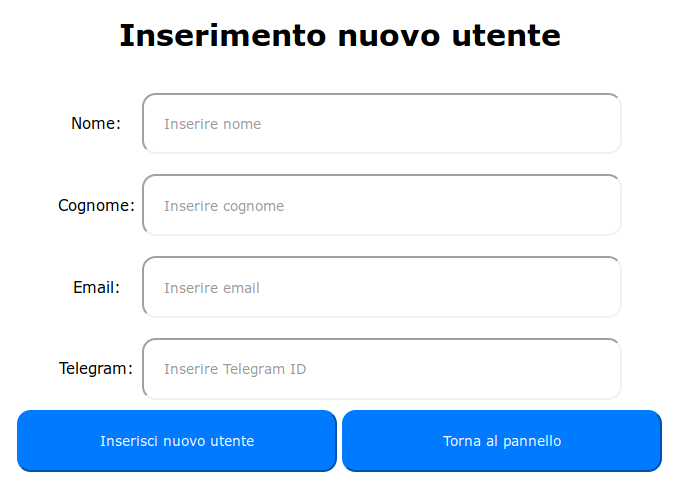 Inserimento nuovo utente
Nome: Inserire nome
Cognome: Inserire cognome
Email: Inserire email
Telegram: Inserire Telegram ID
Inserisci nuovo utente Torna al pannello